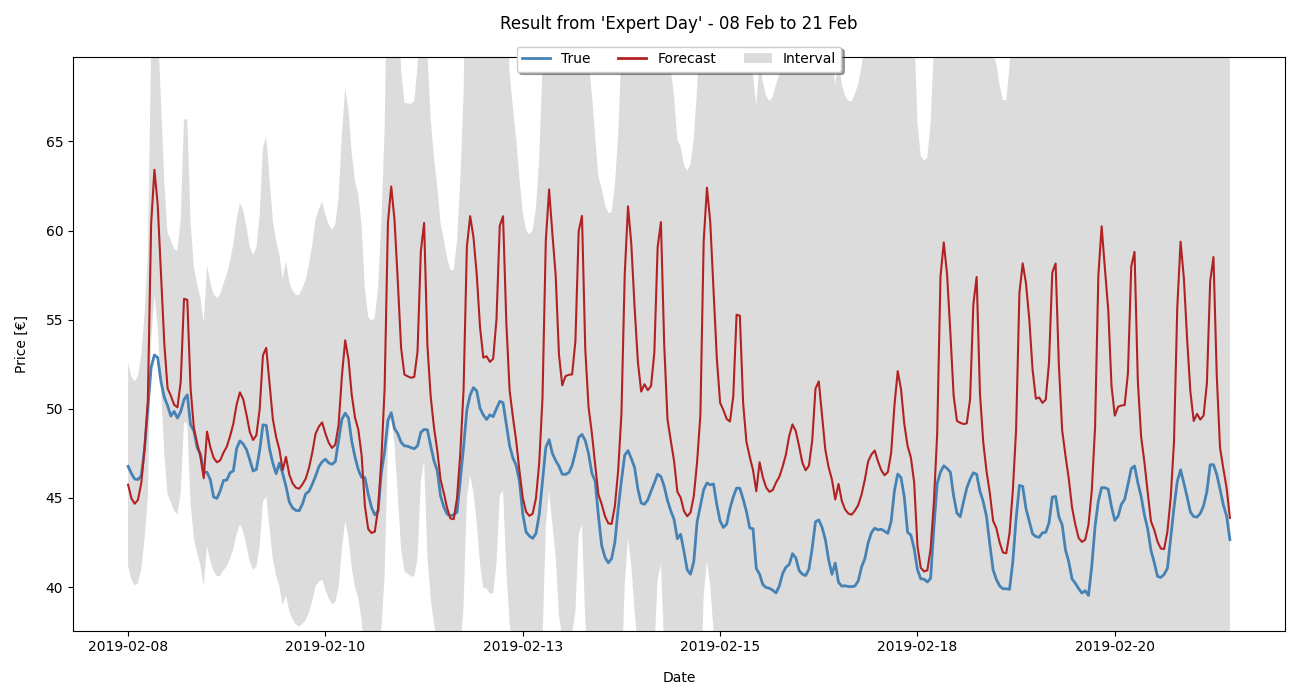 Result from 'Expert Day' - 08 Feb to 21 Feb
True Forecast Interval
Price [€]
65
60
55
50
45
40
2019-02-08 2019-02-10 2019-02-13 2019-02-15 2019-02-18 2019-02-20
Date